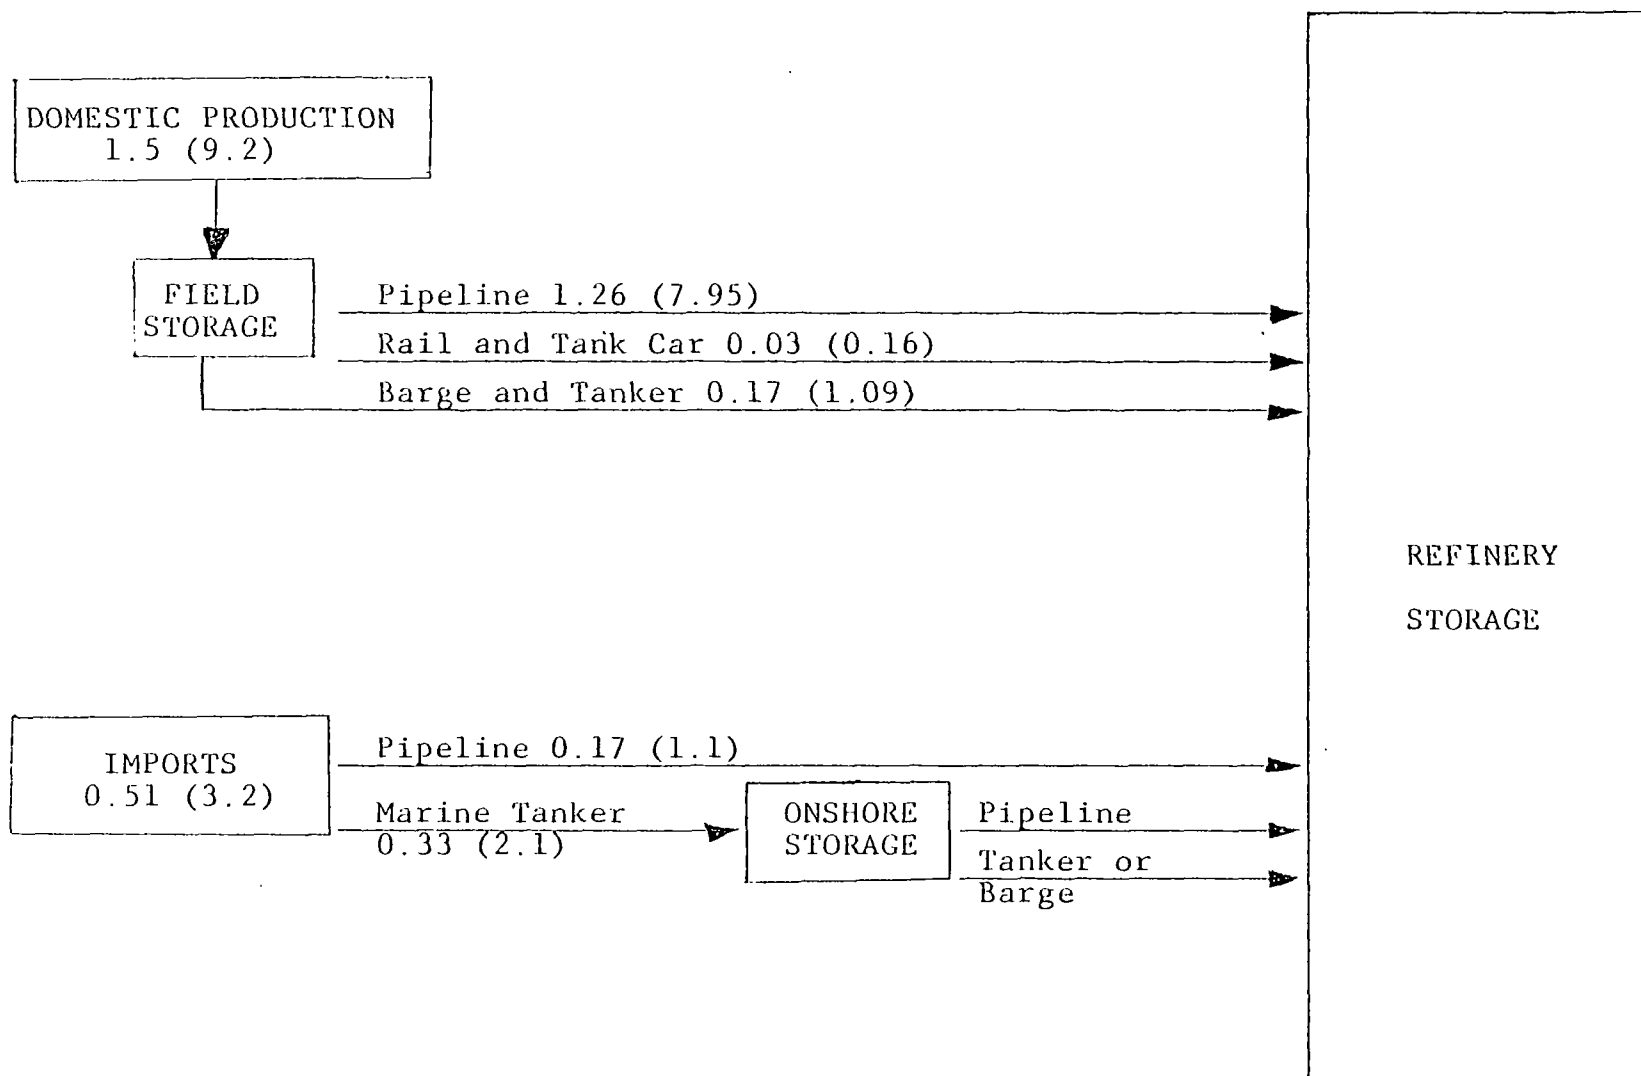 DOMESTIC PRODUCTION
1.5 (9.2)
FIELD
STORAGE
Pipeline 1.26 (7.95)
Rail and Tank Car 0.03 (0.16)
Barge and Tanker 0.17 (1.09)
REFINERY
STORAGE
IMPORTS
0.51 (3.2)
Pipeline 0.17 (1.1)
Marine Tanker
0.33 (2.1)
ONSHORE
STORAGE
Pipeline
Tanker or
Barge